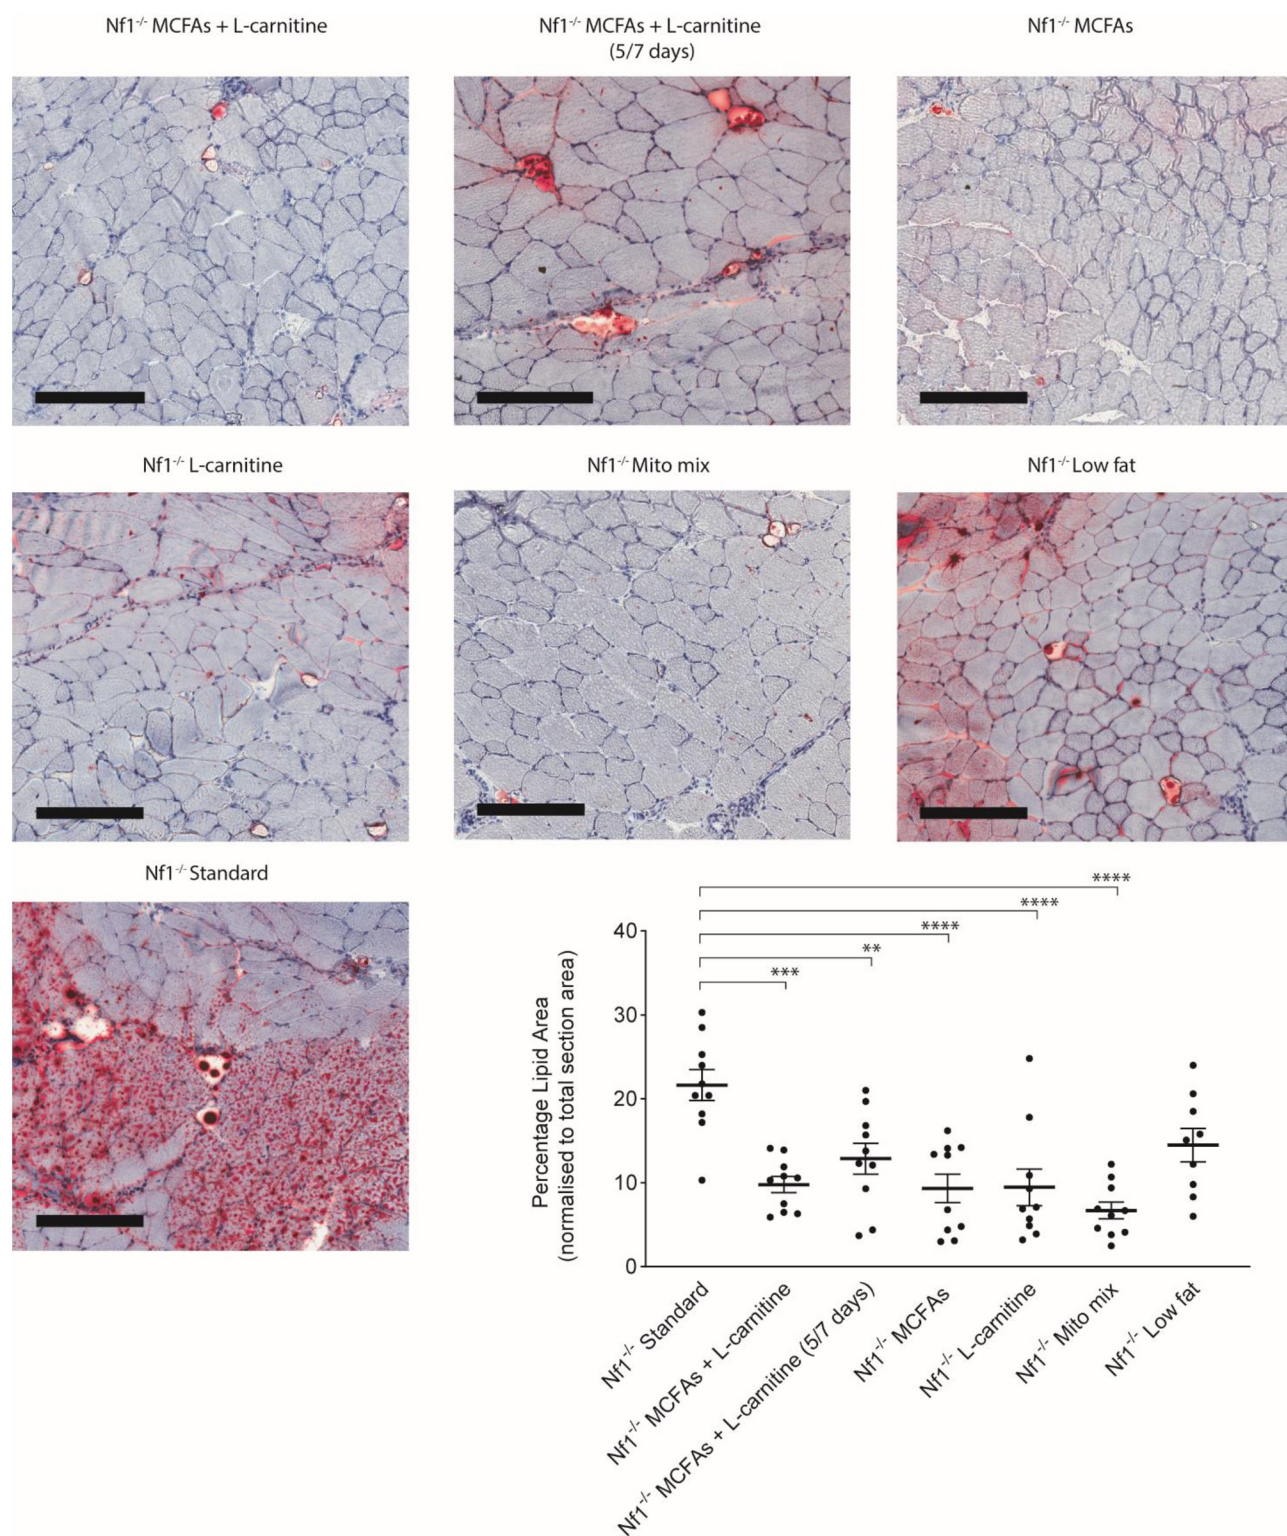 Nf1-/- MCFAs + L-carnitine
Nf1-/- MCFAs + L-carnitine
(5/7 days)
Nf1-/- MCFAs
Nf1-/- L-carnitine
Nf1-/- Mito mix
Nf1-/- Low fat
Nf1-/- Standard
****
****
****
**
***
Percentage Lipid Area
(normalised to total section area)
40
30
20
10
0
Nf1-/- Standard
Nf1-/- MCFAs + L-carnitine
Nf1-/- MCFAs + L-carnitine (5/7 days)
Nf1-/- MCFAs
Nf1-/- L-carnitine
Nf1-/- Mito mix
Nf1-/- Low fat